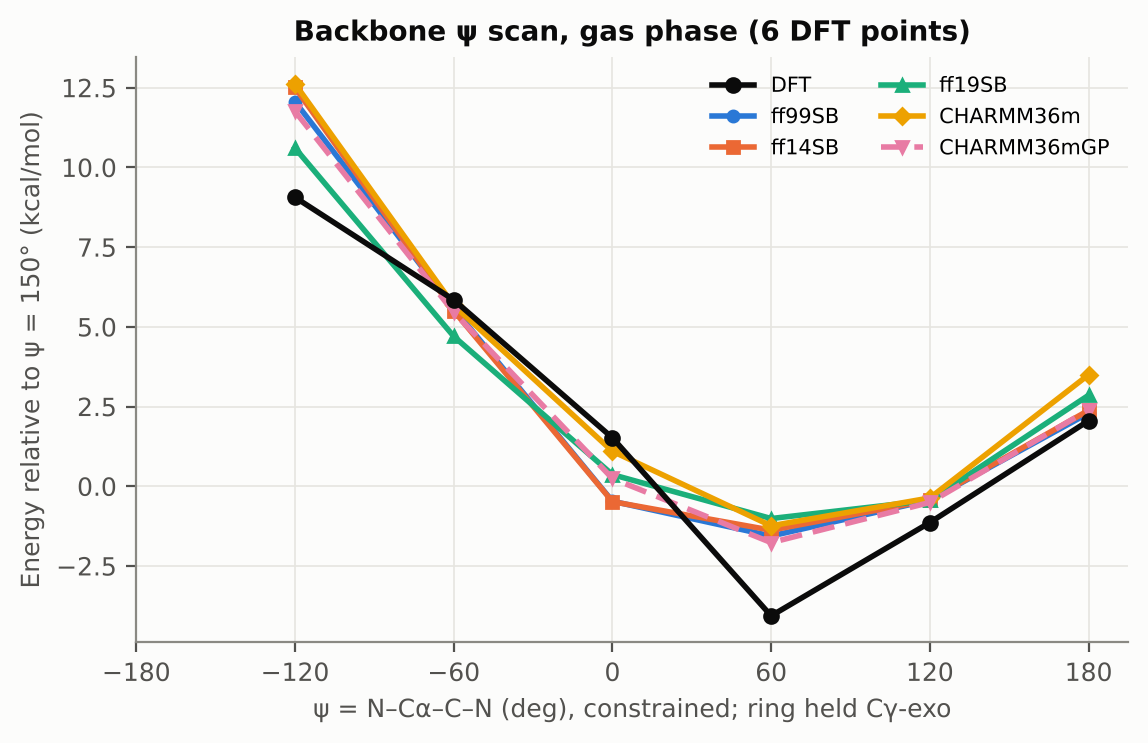 Backbone ψ scan, gas phase (6 DFT points)
Energy relative to ψ = 150° (kcal/mol)
12.5
10.0
7.5
5.0
2.5
0.0
−2.5
DFT
ff99SB
ff14SB
ff19SB
CHARMM36m
CHARMM36mGP
−180 −120 −60 0 60 120 180
ψ = N–Cα–C–N (deg), constrained; ring held Cγ-exo